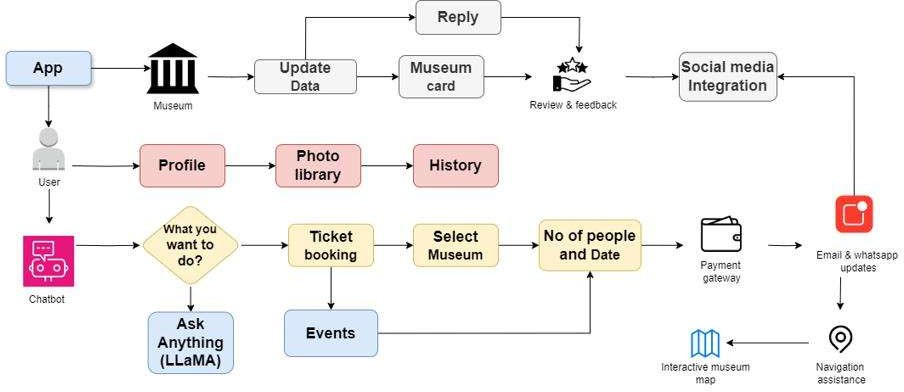 Reply
App
Museum
Update
Data
Museum
card
Review & feedback
Social media
Integration
User
Profile
Photo
library
History
Chatbot
What you
want to
do?
Ticket
booking
Select
Museum
No of people
and Date
Payment
gateway
Email & whatsapp
updates
Ask
Anything
(LLaMA)
Events
Interactive museum
map
Navigation
assistance